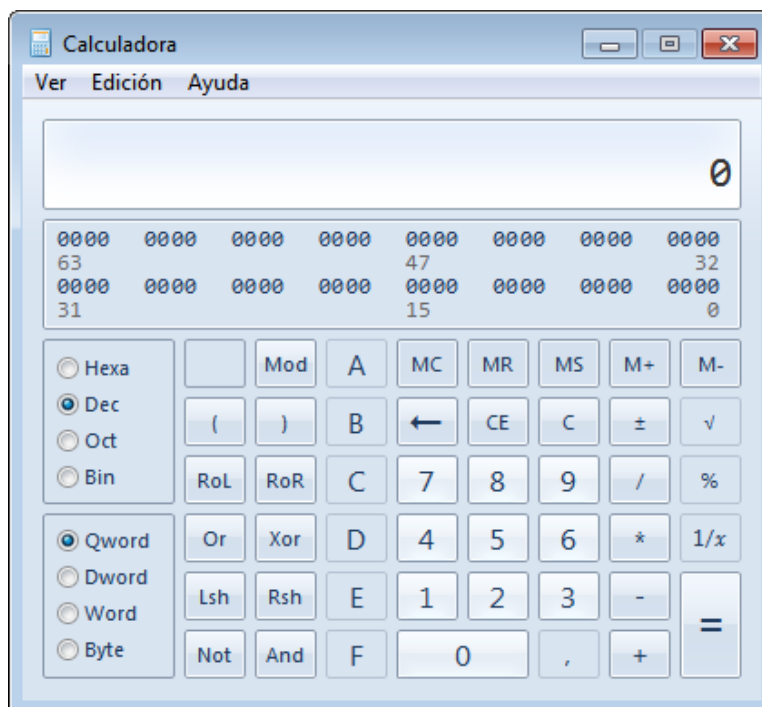 Calculadora
Ver Edición Ayuda
0
0000 0000 0000 0000 0000 0000 0000 0000
63 47 32
0000 0000 0000 0000 0000 0000 0000 0000
31 15 0
Hexa Mod A MC MR MS M+ M-
Dec ( ) B ← CE C ± √
Oct
Bin RoL RoR C 7 8 9 / %
Qword Or Xor D 4 5 6 * 1/x
Dword
Word Lsh Rsh E 1 2 3 - =
Byte Not And F 0 , +